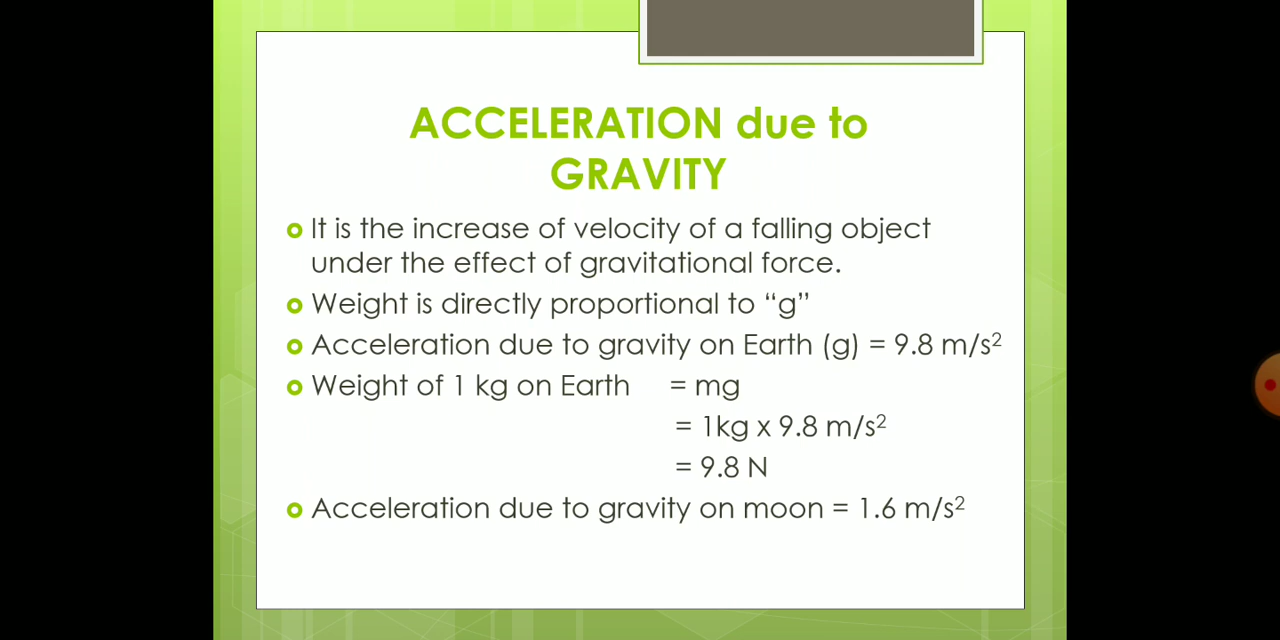 ACCELERATION due to
GRAVITY
It is the increase of velocity of a falling object
under the effect of gravitational force.
Weight is directly proportional to “g”
Acceleration due to gravity on Earth (g) = 9.8 m/s²
Weight of 1 kg on Earth = mg
= 1kg x 9.8 m/s²
= 9.8 N
Acceleration due to gravity on moon = 1.6 m/s²